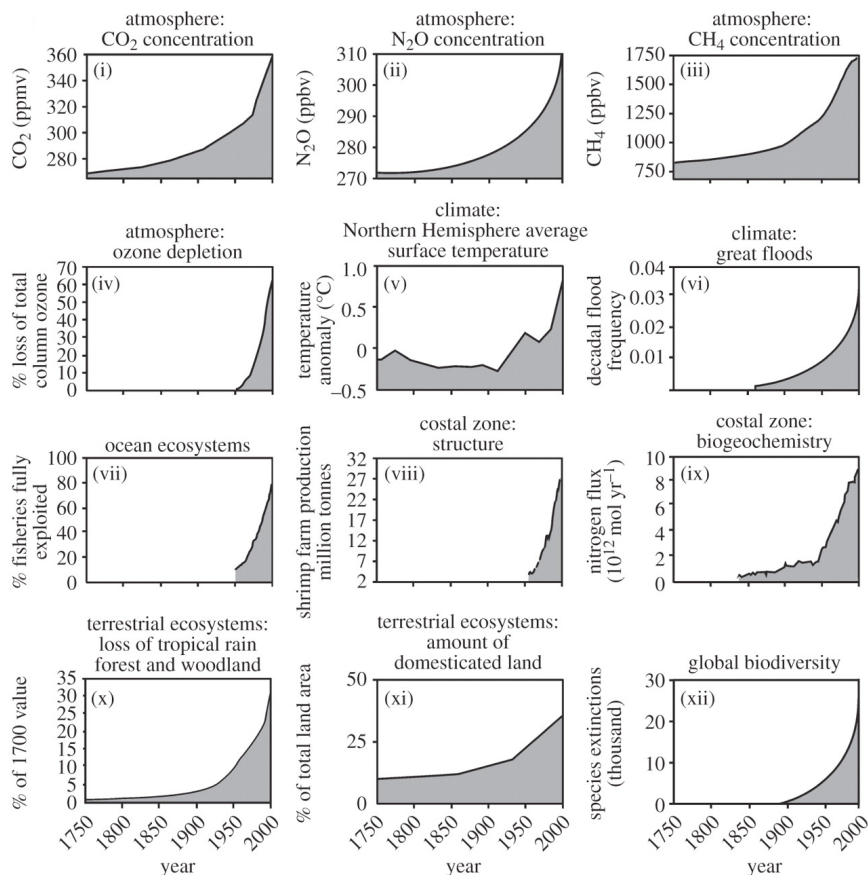 atmosphere:
CO₂ concentration
CO₂ (ppmv)
360
340
320
300
280
(i)
atmosphere:
N₂O concentration
N₂O (ppbv)
310
300
290
280
270
(ii)
atmosphere:
CH₄ concentration
CH₄ (ppbv)
1750
1500
1250
1000
750
(iii)
atmosphere:
ozone depletion
% loss of total
column ozone
70
60
50
40
30
20
10
0
(iv)
climate:
Northern Hemisphere average
surface temperature
temperature
anomaly (°C)
1.0
0
–0.5
(v)
climate:
great floods
decadal flood
frequency
0.04
0.03
0.02
0.01
(vi)
ocean ecosystems
% fisheries fully
exploited
100
80
60
40
20
0
(vii)
costal zone:
structure
shrimp farm production
million tonnes
32
27
22
17
12
7
2
(viii)
costal zone:
biogeochemistry
nitrogen flux
(10¹² mol yr⁻¹)
10
8
6
4
2
0
(ix)
terrestrial ecosystems:
loss of tropical rain
forest and woodland
% of 1700 value
35
30
25
20
15
10
5
0
(x)
1750
1800
1850
1900
1950
2000
year
terrestrial ecosystems:
amount of
domesticated land
% of total land area
50
25
0
(xi)
1750
1800
1850
1900
1950
2000
year
global biodiversity
species extinctions
(thousand)
30
20
10
0
(xii)
1750
1800
1850
1900
1950
2000
year